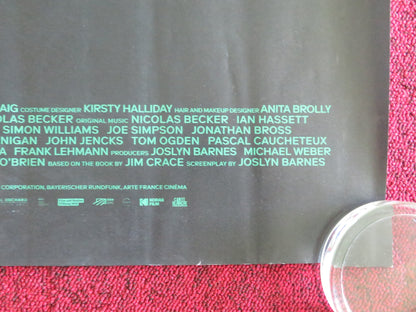 AIG COSTUME DESIGNER KIRSTY HALLIDAY HAIR AND MAKEUP DESIGNER ANITA BROLLY
OLAS BECKER ORIGINAL MUSIC NICOLAS BECKER IAN HASSETT
SIMON WILLIAMS JOE SIMPSON JONATHAN BROSS
NIGAN JOHN JENCKS TOM OGDEN PASCAL CAUCHETEUX
A FRANK LEHMANN PRODUCERS JOSLYN BARNES MICHAEL WEBER
O'BRIEN BASED ON THE BOOK BY JIM CRACE SCREENPLAY BY JOSLYN BARNES
CORPORATION, BAYERISCHER RUNDFUNK, ARTE FRANCE CINÉMA
KODAK FILM